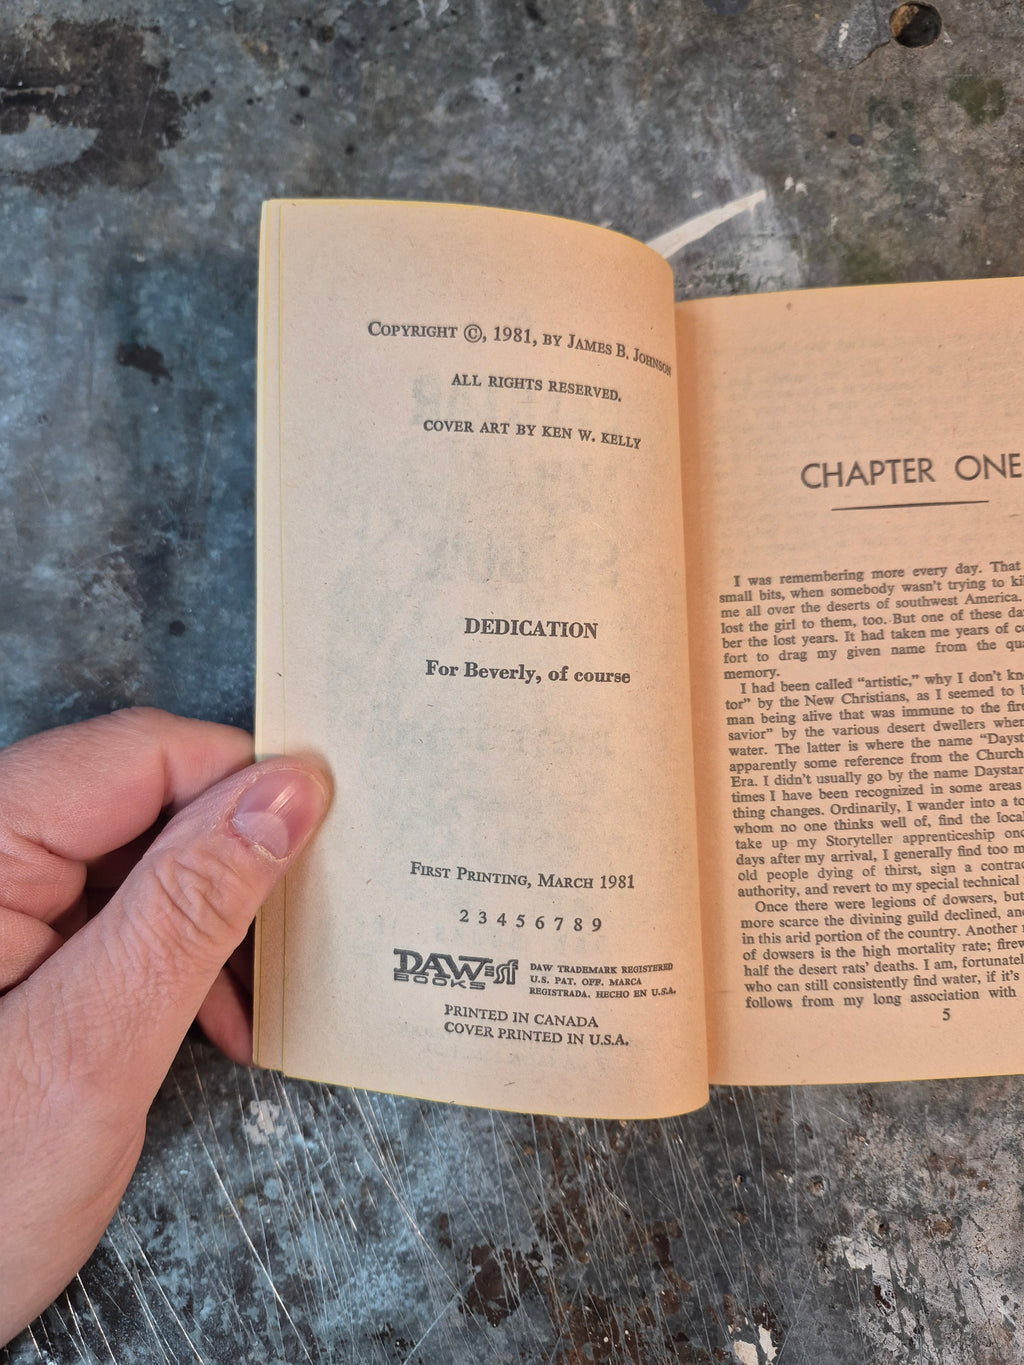 COPYRIGHT ©, 1981, BY JAMES B. JOHNSON
ALL RIGHTS RESERVED.
COVER ART BY KEN W. KELLY
DEDICATION
For Beverly, of course
FIRST PRINTING, MARCH 1981
2 3 4 5 6 7 8 9
DAW sf
BOOKS
DAW TRADEMARK REGISTERED
U.S. PAT. OFF. MARCA
REGISTRADA. HECHO EN U.S.A.
PRINTED IN CANADA
COVER PRINTED IN U.S.A.
CHAPTER ONE
I was remembering more every day. That
small bits, when somebody wasn't trying to
me all over the deserts of southwest America.
lost the girl to them, too. But one of these
ber the lost years. It had taken me years of
fort to drag my given name from the
memory.
I had been called "artistic," why I don't
tor" by the New Christians, as I seemed to
man being alive that was immune to the
savior" by the various desert dwellers
water. The latter is where the name
apparently some reference from the Church
Era. I didn't usually go by the name Daystar
times I have been recognized in some areas
thing changes. Ordinarily, I wander into a
whom no one thinks well of, find the
take up my Storyteller apprenticeship
days after my arrival, I generally find too
old people dying of thirst, sign a
authority, and revert to my special technical
Once there were legions of dowsers, but
more scarce the divining guild declined,
in this arid portion of the country. Another
of dowsers is the high mortality rate;
half the desert rats' deaths. I am,
who can still consistently find water, if it's
follows from my long association with
5